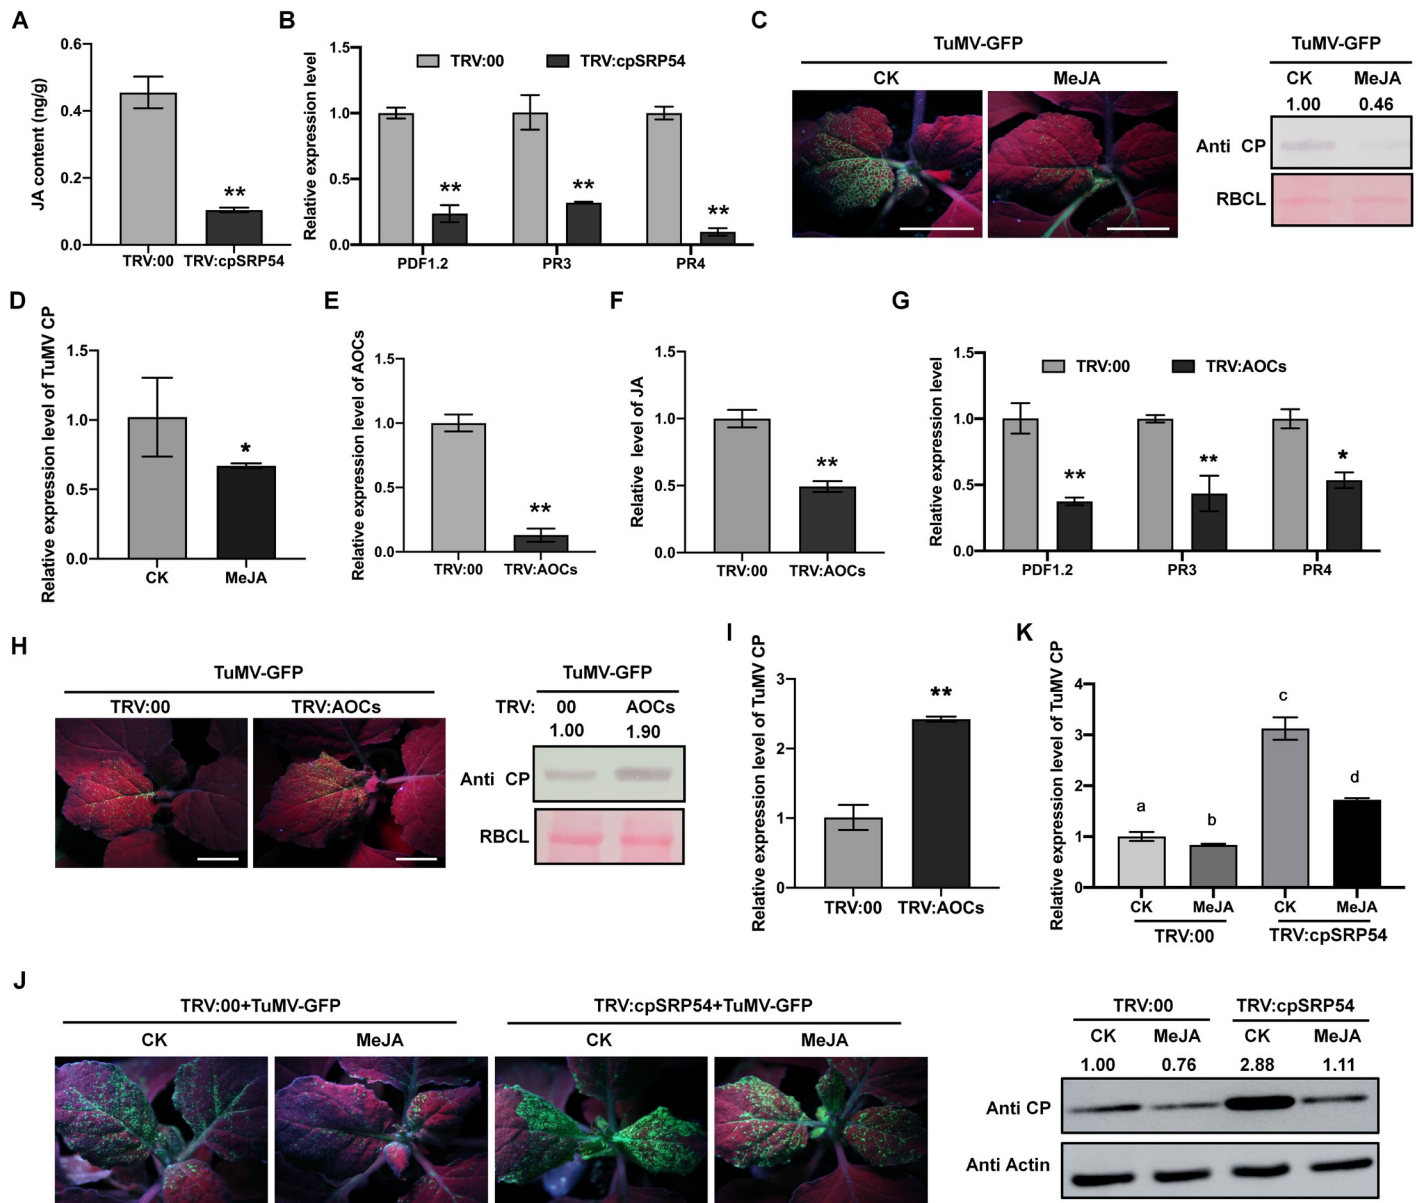 A
JA content (ng/g)
0.6
0.4
0.2
0.0
**
TRV:00 TRV:cpSRP54
B
Relative expression level
TRV:00 TRV:cpSRP54
1.5
1.0
0.5
0.0
** ** **
PDF1.2 PR3 PR4
C
TuMV-GFP
CK MeJA
TuMV-GFP
CK MeJA
1.00 0.46
Anti CP
RBCL
D
Relative expression level of TuMV CP
1.5
1.0
0.5
0.0
*
CK MeJA
E
Relative expression level of AOCs
1.5
1.0
0.5
0.0
**
TRV:00 TRV:AOCs
F
Relative level of JA
1.5
1.0
0.5
0.0
**
TRV:00 TRV:AOCs
G
Relative expression level
TRV:00 TRV:AOCs
1.5
1.0
0.5
0.0
** ** *
PDF1.2 PR3 PR4
H
TuMV-GFP
TRV:00 TRV:AOCs
TuMV-GFP
TRV: 00 AOCs
1.00 1.90
Anti CP
RBCL
I
Relative expression level of TuMV CP
3
2
1
0
**
TRV:00 TRV:AOCs
K
Relative expression level of TuMV CP
4
3
2
1
0
a b c d
CK MeJA CK MeJA
TRV:00 TRV:cpSRP54
J
TRV:00+TuMV-GFP TRV:cpSRP54+TuMV-GFP
CK MeJA CK MeJA
TRV:00 TRV:cpSRP54
CK MeJA CK MeJA
1.00 0.76 2.88 1.11
Anti CP
Anti Actin